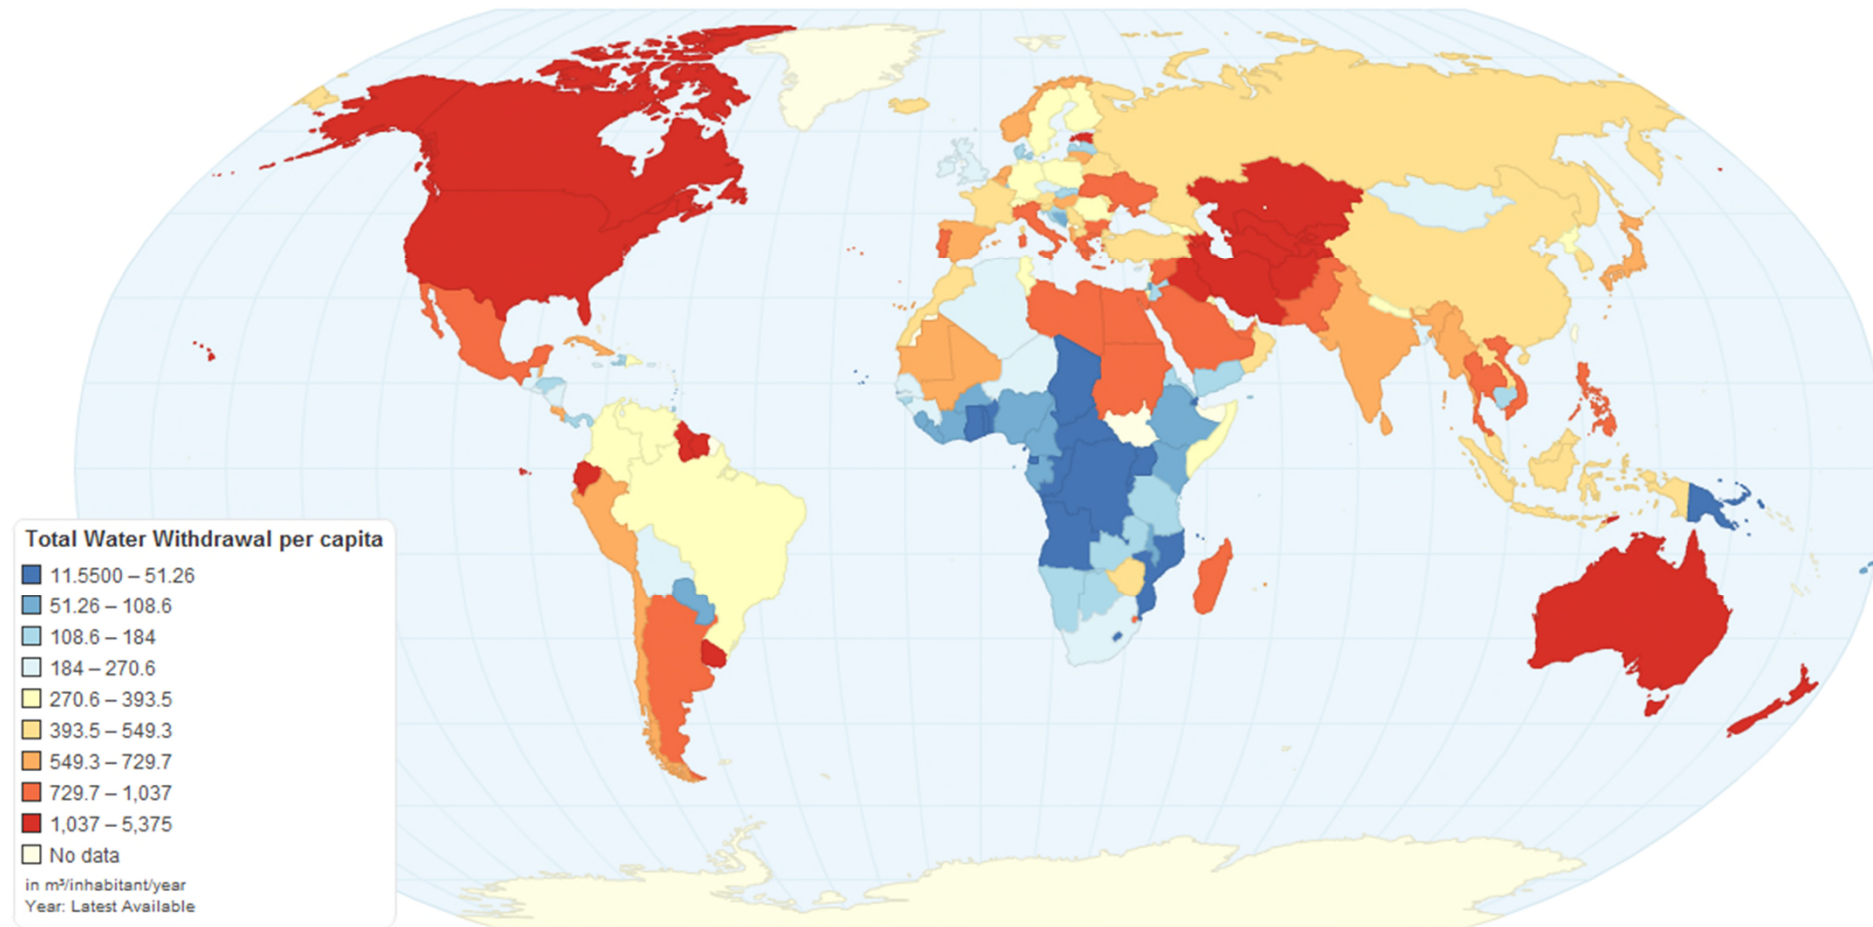 Total Water Withdrawal per capita
11.5500 – 51.26
51.26 – 108.6
108.6 – 184
184 – 270.6
270.6 – 393.5
393.5 – 549.3
549.3 – 729.7
729.7 – 1,037
1,037 – 5,375
No data
in m³/inhabitant/year
Year: Latest Available